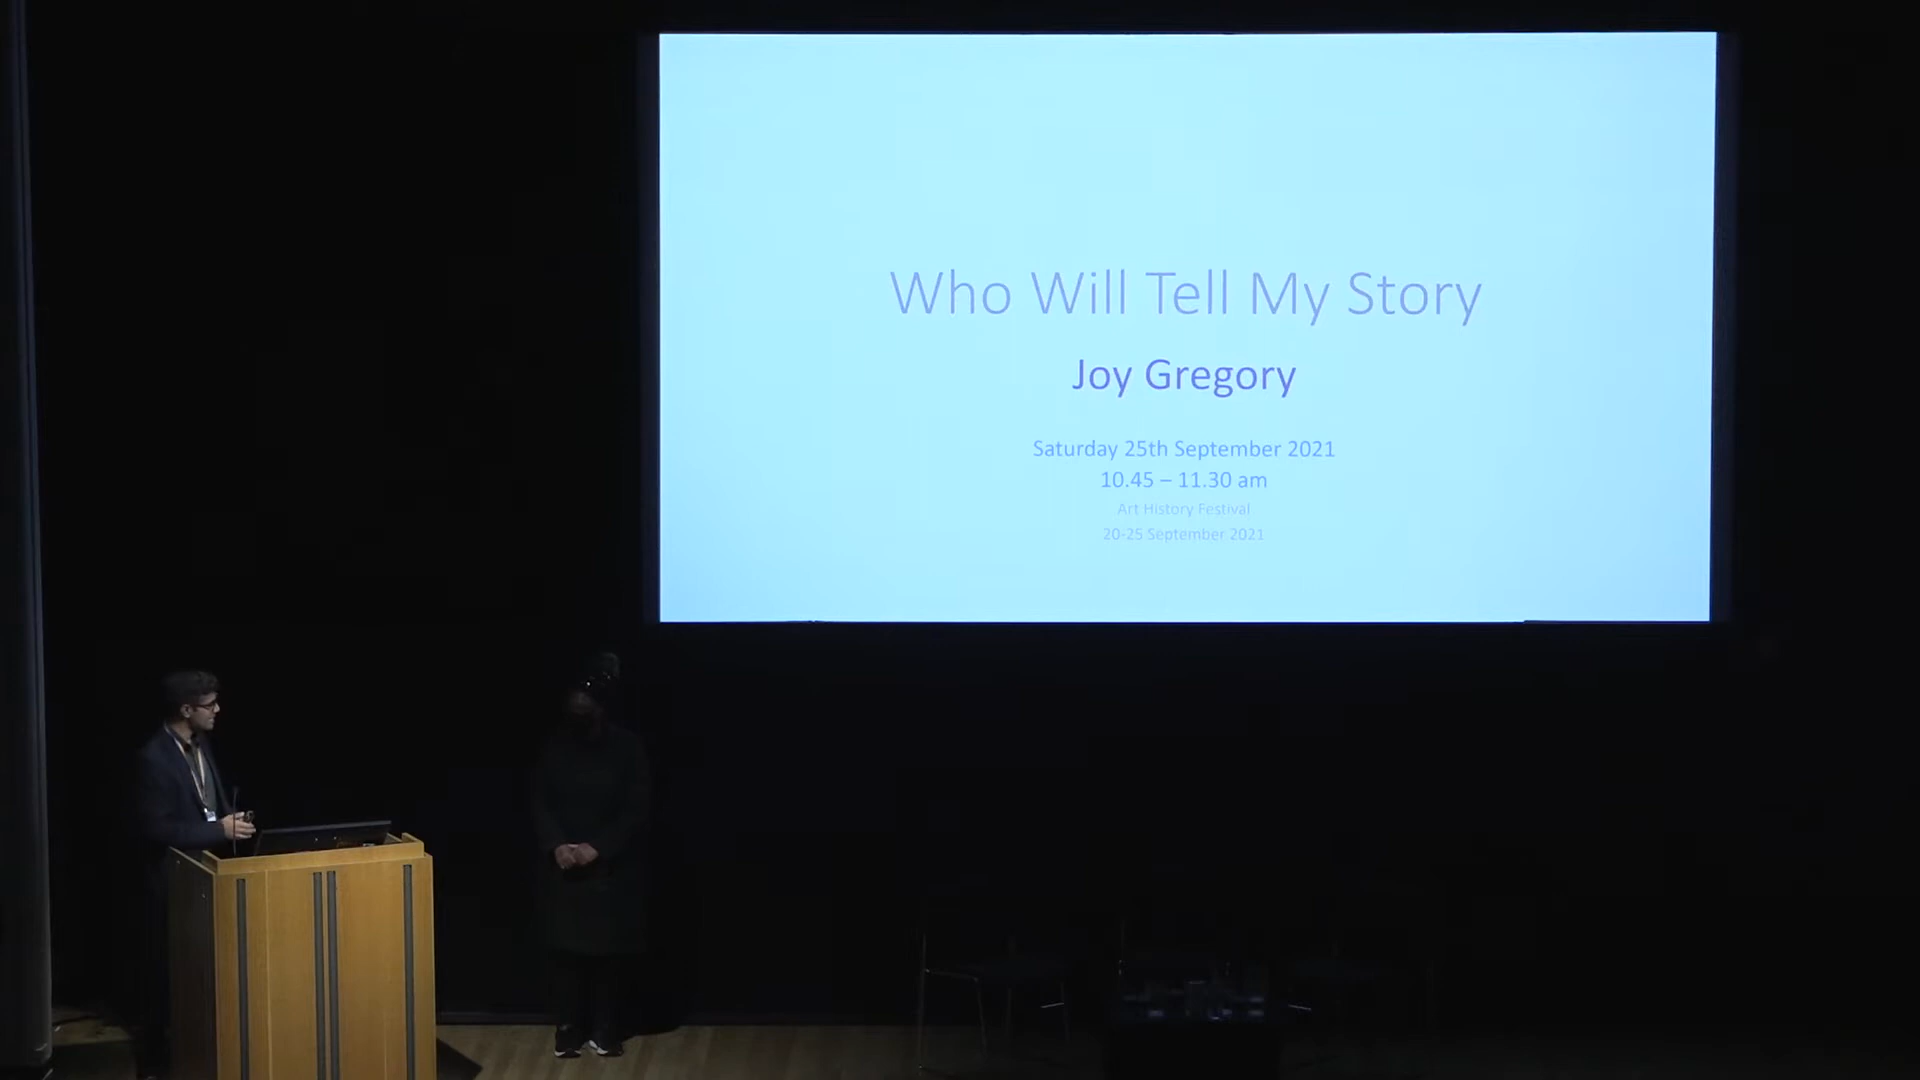 Who Will Tell My Story
Joy Gregory
Saturday 25th September 2021
10.45 – 11.30 am
Art History Festival
20-25 September 2021